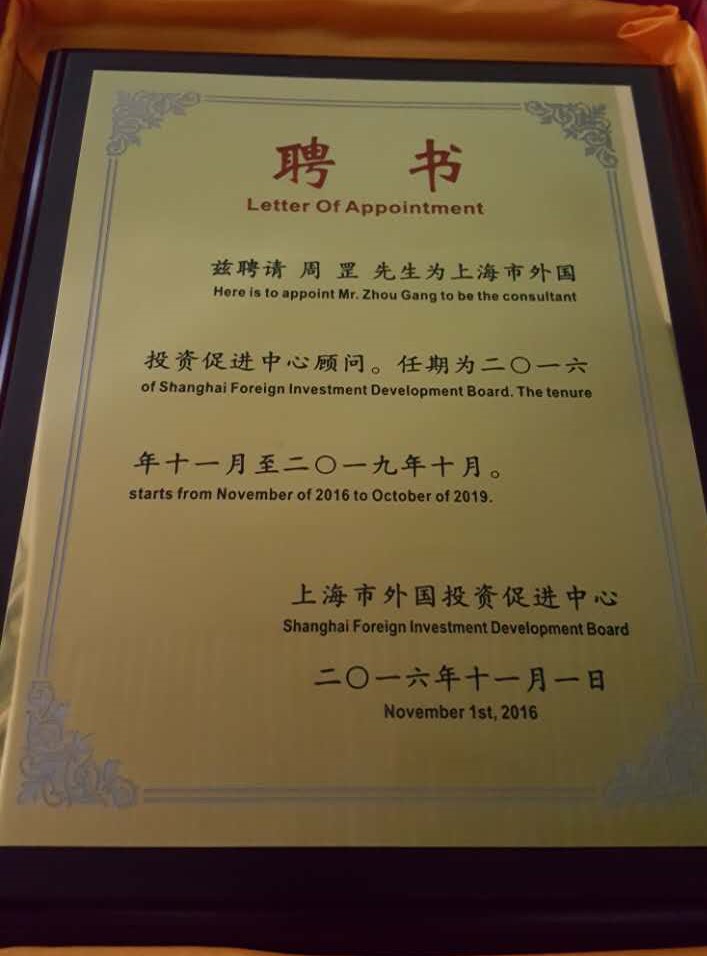 聘 书
Letter Of Appointment
兹聘请 周 罡 先生为上海市外国
Here is to appoint Mr. Zhou Gang to be the consultant
投资促进中心顾问。任期为二〇一六
of Shanghai Foreign Investment Development Board. The tenure
年十一月至二〇一九年十月。
starts from November of 2016 to October of 2019.
上海市外国投资促进中心
Shanghai Foreign Investment Development Board
二〇一六年十一月一日
November 1st, 2016